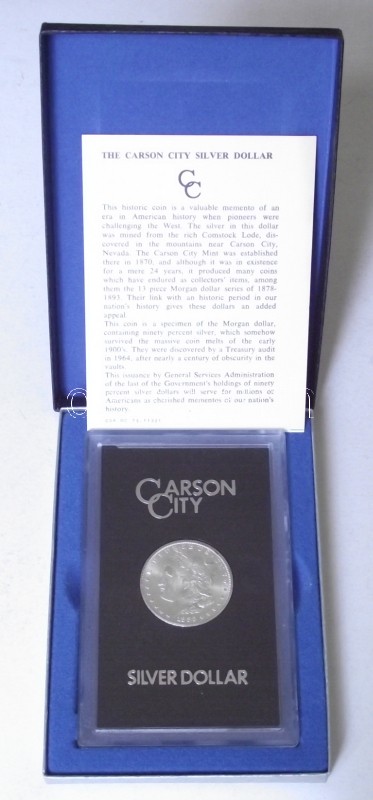 THE CARSON CITY SILVER DOLLAR
CC
This historic coin is a valuable memento of an
era in American history when pioneers were
challenging the West. The silver in this dollar
was mined from the rich Comstock Lode, dis-
covered in the mountains near Carson City,
Nevada. The Carson City Mint was established
there in 1870, and although it was in existence
for a mere 24 years, it produced many coins
which have endured as collectors' items, among
them the 13 piece Morgan dollar series of 1878-
1893. Their link with an historic period in our
nation's history gives these dollars an added
appeal.
This coin is a specimen of the Morgan dollar,
containing ninety percent silver, which somehow
survived the massive coin melts of the early
1900's. They were discovered by a Treasury audit
in 1964, after nearly a century of obscurity in the
vaults.
This issuance by General Services Administration
of the last of the Government's holdings of ninety
percent silver dollars will serve for millions of
Americans as cherished mementos of our nation's
history.
CARSON
CITY
SILVER DOLLAR